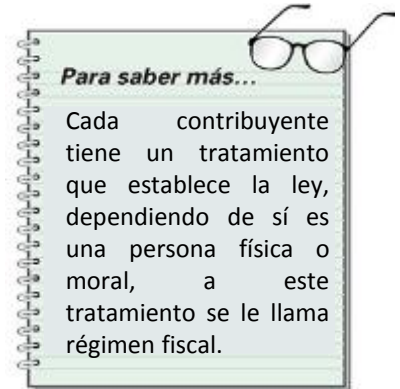 Para saber más...
Cada contribuyente
tiene un tratamiento
que establece la ley,
dependiendo de sí es
una persona física o
moral, a este
tratamiento se le llama
régimen fiscal.